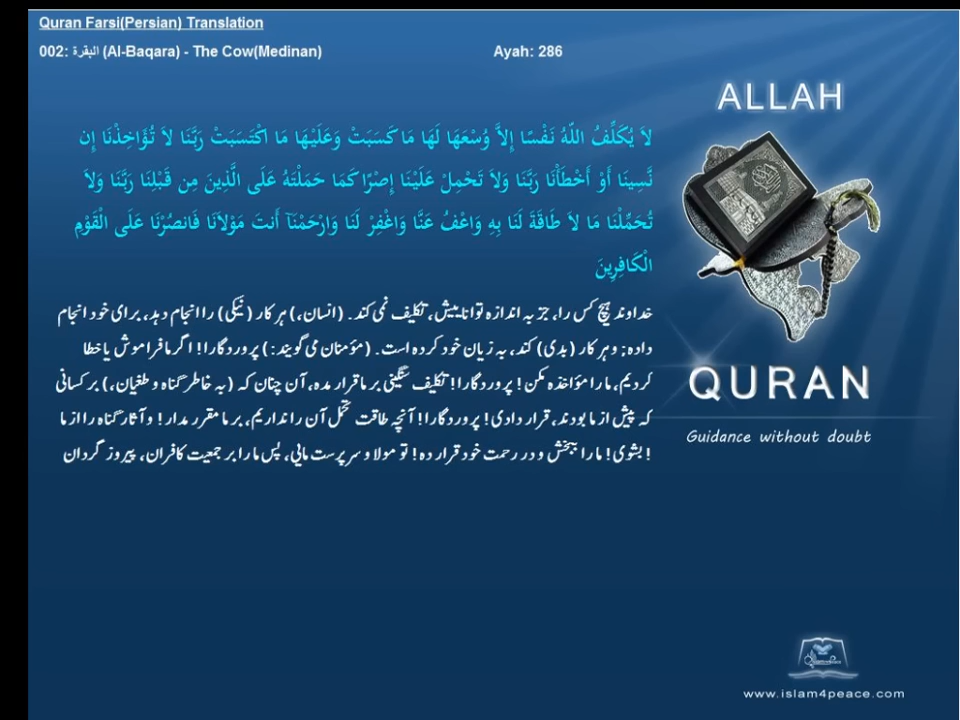 Quran Farsi(Persian) Translation
002: البقرة (Al-Baqara) - The Cow(Medinan) Ayah: 286
ALLAH
لاَ يُكَلِّفُ اللّهُ نَفْسًا إِلاَّ وُسْعَهَا لَهَا مَا كَسَبَتْ وَعَلَيْهَا مَا اكْتَسَبَتْ رَبَّنَا لاَ تُؤَاخِذْنَا إِن
نَّسِينَا أَوْ أَخْطَأْنَا رَبَّنَا وَلاَ تَحْمِلْ عَلَيْنَا إِصْرًا كَمَا حَمَلْتَهُ عَلَى الَّذِينَ مِن قَبْلِنَا رَبَّنَا وَلاَ
تُحَمِّلْنَا مَا لاَ طَاقَةَ لَنَا بِهِ وَاعْفُ عَنَّا وَاغْفِرْ لَنَا وَارْحَمْنَآ أَنتَ مَوْلاَنَا فَانصُرْنَا عَلَى الْقَوْمِ
الْكَافِرِينَ
خداوند هیچ کس را، جز به اندازه تواناییش، تکلیف نمی کند. (انسان،) هر کار (نیکی) را انجام دهد، برای خود انجام
داده; و هر کار (بدی) کند، به زیان خود کرده است. (مؤمنان می گویند:) پروردگارا! اگر ما فراموش یا خطا
کردیم، ما را مؤاخذه مکن! پروردگارا! تکلیف سنگینی بر ما قرار مده، آن چنان که (به خاطر گناه و طغیان،) بر کسانی
که پیش از ما بودند، قرار دادی! پروردگارا! آنچه طاقت تحمل آن را نداریم، بر ما مقرر مدار! و آثار گناه را از ما
! بشوی! ما را ببخش و در رحمت خود قرار ده! تو مولا و سرپرست مایی، پس ما را بر جمعیت کافران، پیروز گردان
QURAN
Guidance without doubt
www.islam4peace.com